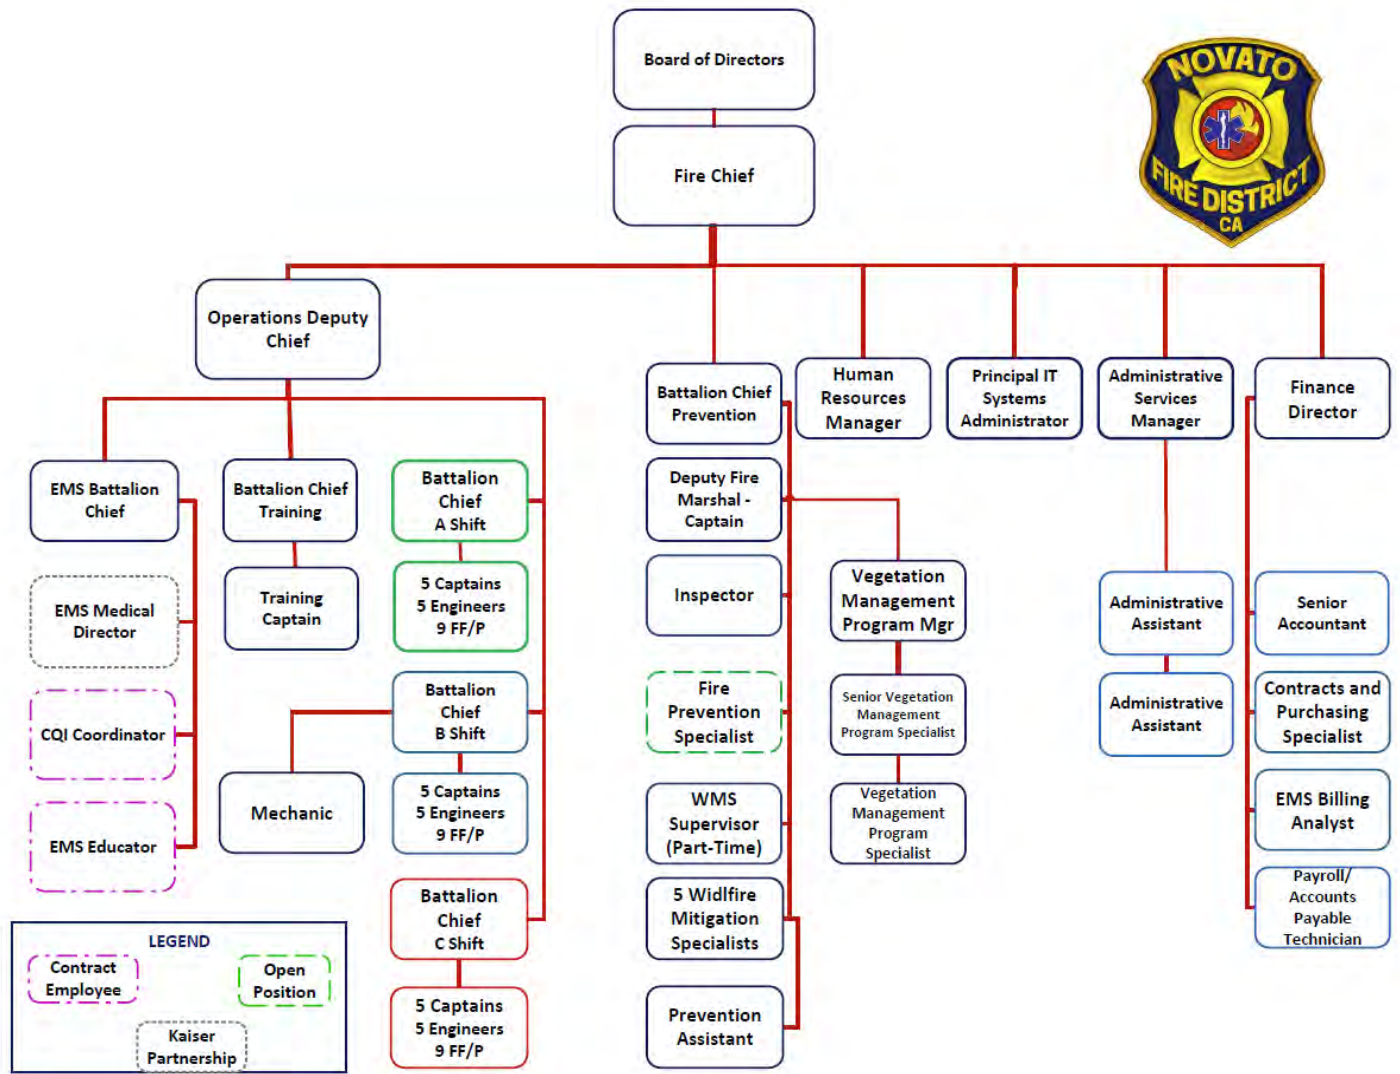 Board of Directors
NOVATO
FIRE DISTRICT
CA
Fire Chief
Operations Deputy
Chief
Battalion Chief
Prevention
Human
Resources
Manager
Principal IT
Systems
Administrator
Administrative
Services
Manager
Finance
Director
EMS Battalion
Chief
Battalion Chief
Training
Battalion
Chief
A Shift
Deputy Fire
Marshal -
Captain
EMS Medical
Director
Training
Captain
5 Captains
5 Engineers
9 FF/P
Inspector
Vegetation
Management
Program Mgr
Administrative
Assistant
Senior
Accountant
CQI Coordinator
Battalion
Chief
B Shift
Fire
Prevention
Specialist
Senior Vegetation
Management
Program Specialist
Administrative
Assistant
Contracts and
Purchasing
Specialist
EMS Educator
Mechanic
5 Captains
5 Engineers
9 FF/P
WMS
Supervisor
(Part-Time)
Vegetation
Management
Program
Specialist
EMS Billing
Analyst
Battalion
Chief
C Shift
5 Widlfire
Mitigation
Specialists
Payroll/
Accounts
Payable
Technician
5 Captains
5 Engineers
9 FF/P
Prevention
Assistant
LEGEND
Contract
Employee
Open
Position
Kaiser
Partnership